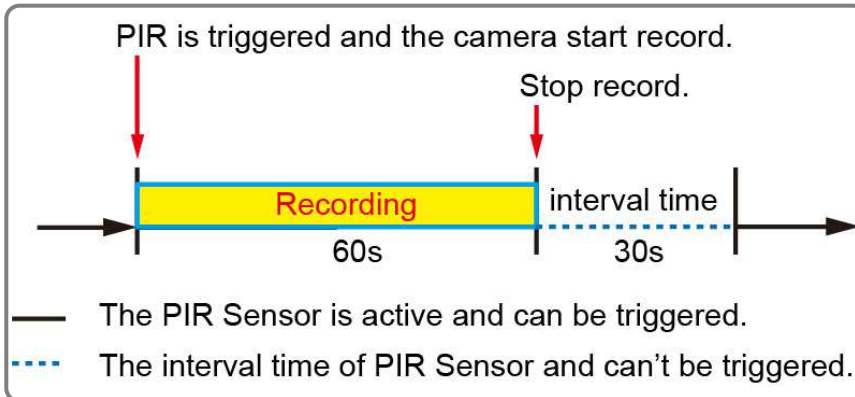 PIR is triggered and the camera start record.
Stop record.
Recording
interval time
60s
30s
The PIR Sensor is active and can be triggered.
The interval time of PIR Sensor and can't be triggered.